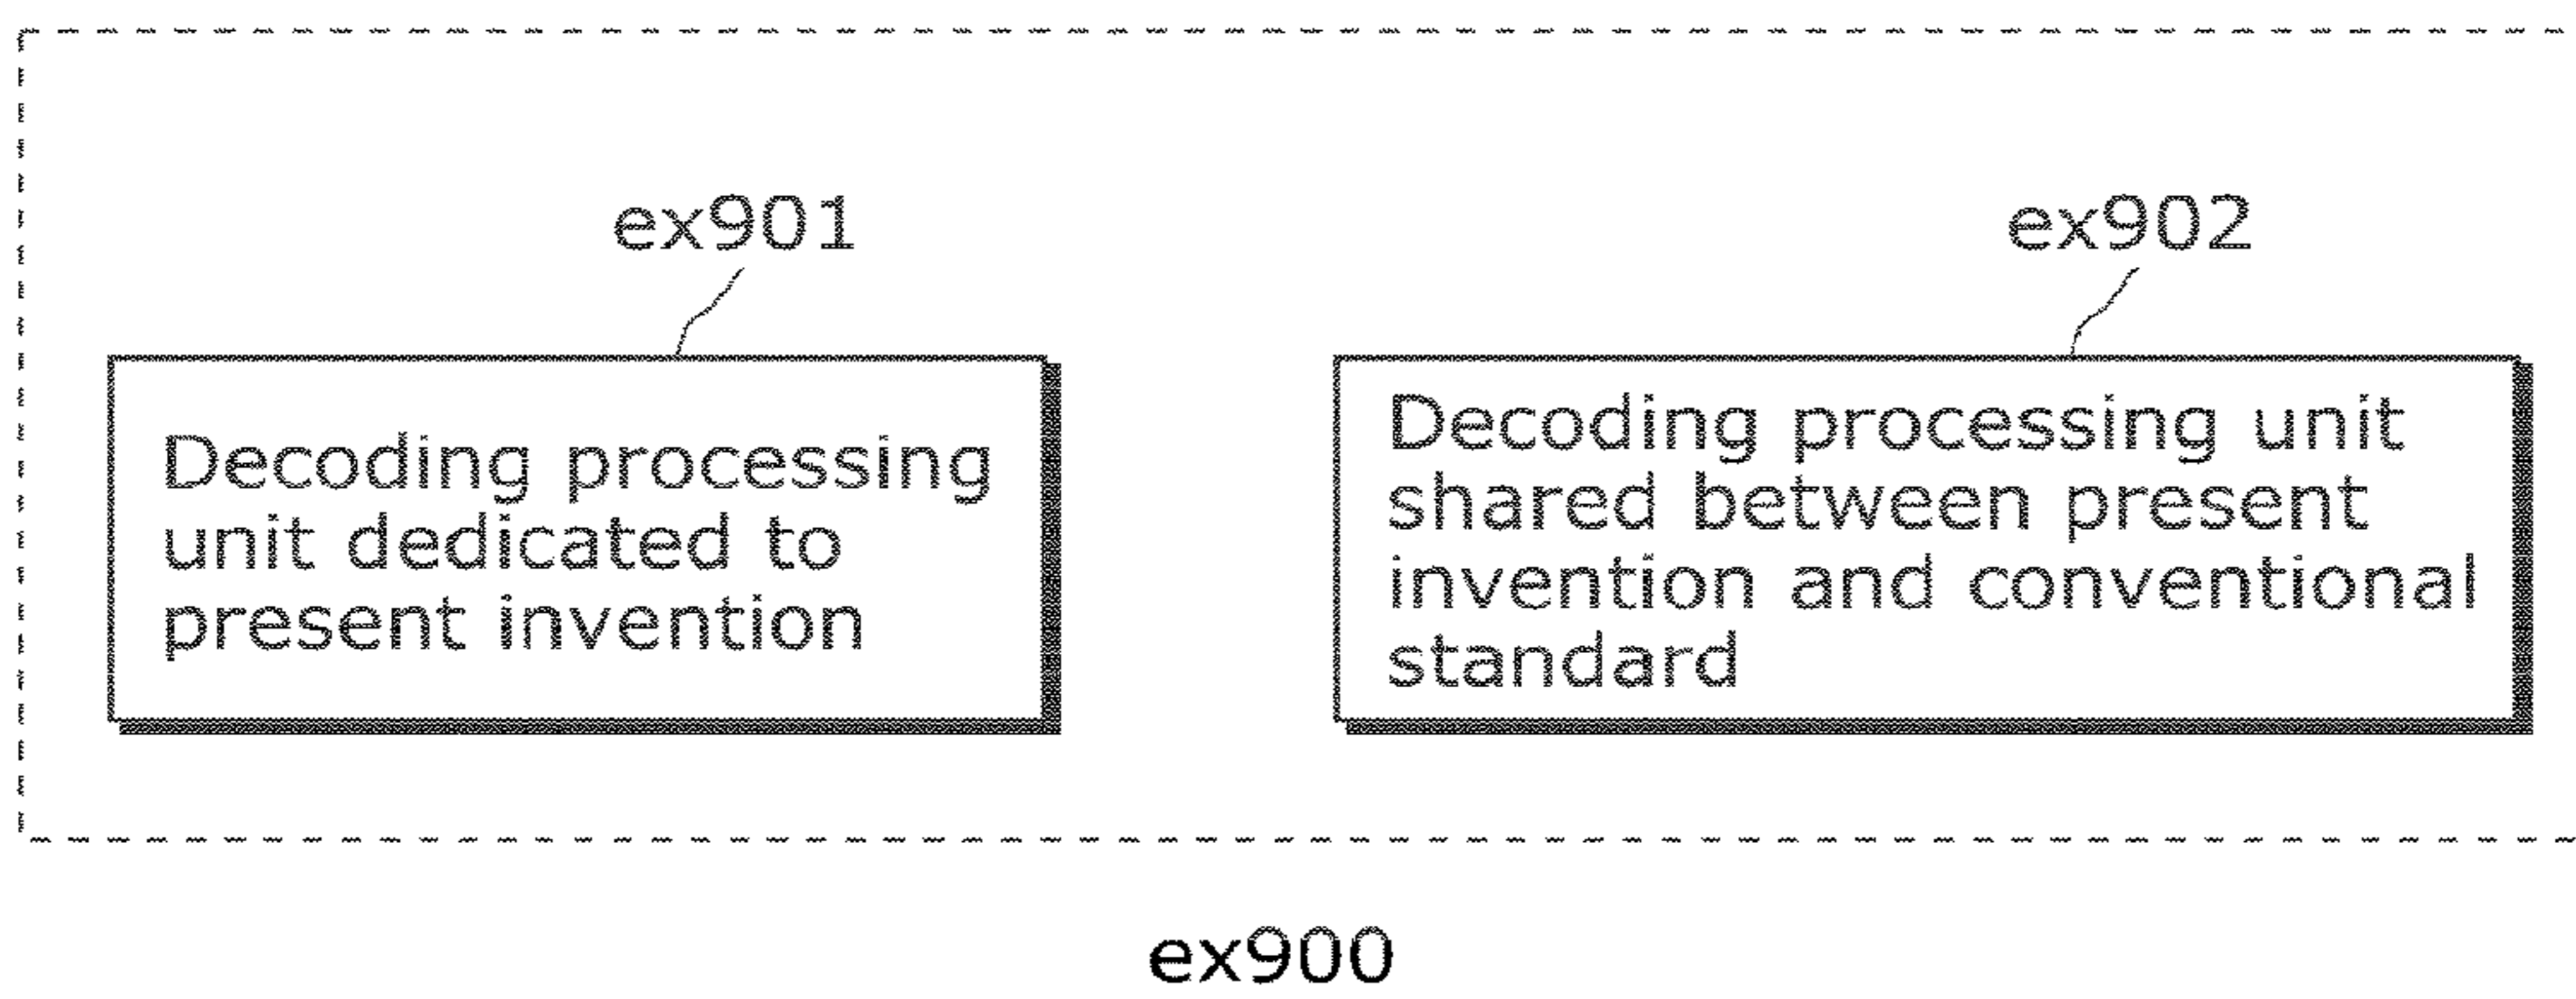 ex901
Decoding processing
unit dedicated to
present invention
ex902
Decoding processing unit
shared between present
invention and conventional
standard
ex900